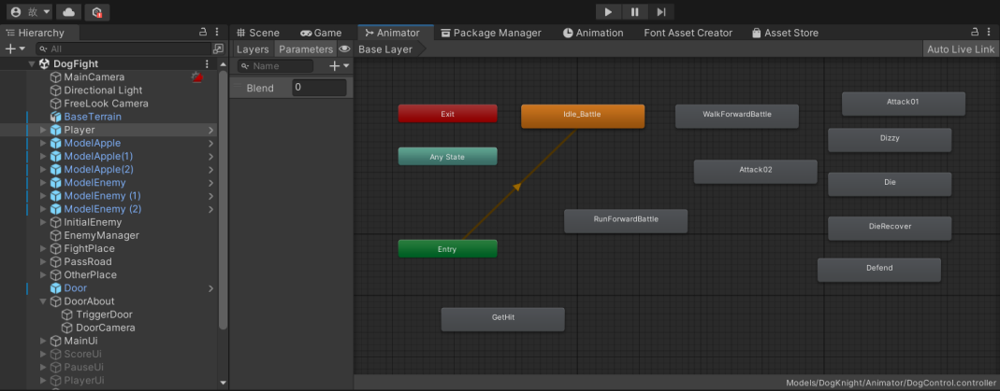 故
Hierarchy
Scene
Game
Animator
Package Manager
Animation
Font Asset Creator
Asset Store
All
Layers
Parameters
Base Layer
Auto Live Link
Name
Blend
0
DogFight
MainCamera
Directional Light
FreeLook Camera
BaseTerrain
Player
ModelApple
ModelApple(1)
ModelApple(2)
ModelEnemy
ModelEnemy (1)
ModelEnemy (2)
InitialEnemy
EnemyManager
FightPlace
PassRoad
OtherPlace
Door
DoorAbout
TriggerDoor
DoorCamera
MainUi
ScoreUi
PauseUi
PlayerUi
Exit
Idle_Battle
WalkForwardBattle
Attack01
Dizzy
Any State
Attack02
Die
RunForwardBattle
DieRecover
Entry
Defend
GetHit
Models/DogKnight/Animator/DogControl.controller